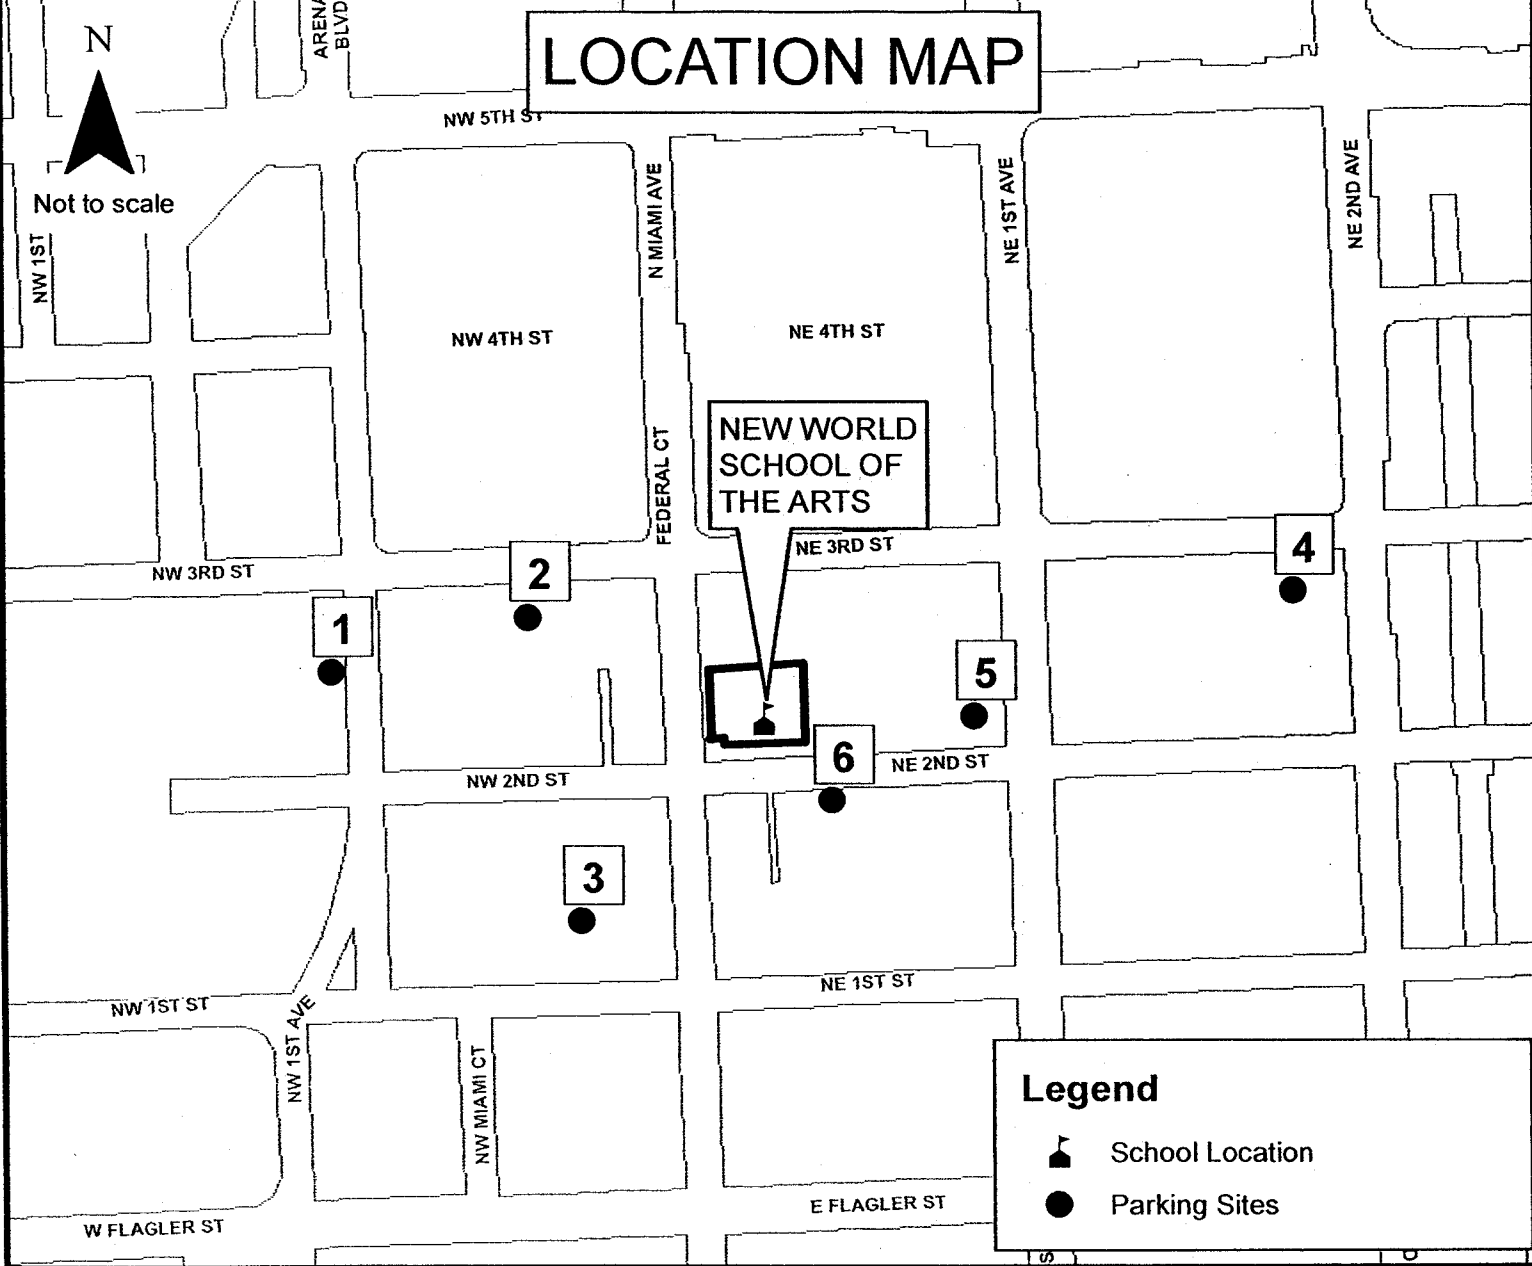 LOCATION MAP
N
Not to scale
ARENA
BLVD
NW 5TH ST
N MIAMI AVE
NE 1ST AVE
NE 2ND AVE
NW 1ST
NW 4TH ST
NE 4TH ST
NEW WORLD
SCHOOL OF
THE ARTS
FEDERAL CT
NE 3RD ST
NW 3RD ST
2
4
1
5
6
NE 2ND ST
NW 2ND ST
3
NE 1ST ST
NW 1ST ST
NW 1ST AVE
NW MIAMI CT
E FLAGLER ST
W FLAGLER ST
Legend
School Location
Parking Sites